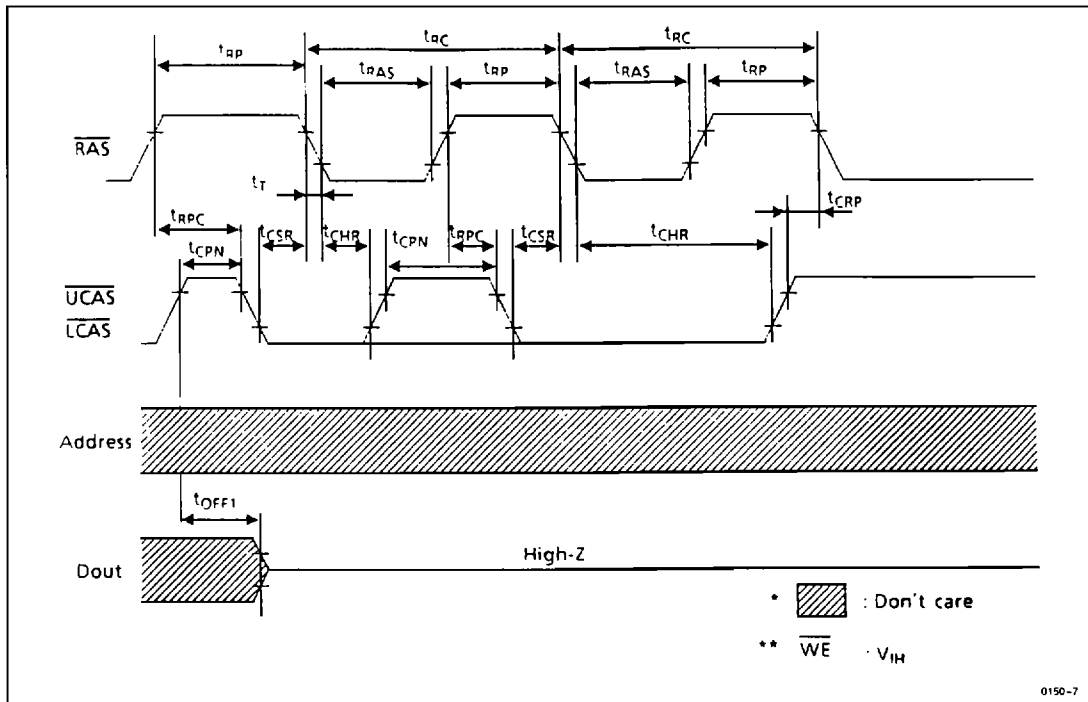 tRP
tRC
tRC
tRAS
tRP
tRAS
tRP
RAS
tT
tRPC
tCSR
tCHR
tCPN
tRPC
tCSR
tCHR
tCRP
tCPN
UCAS
LCAS
Address
tOFF1
Dout
High-Z
* : Don't care
** WE : VIH
0150-7